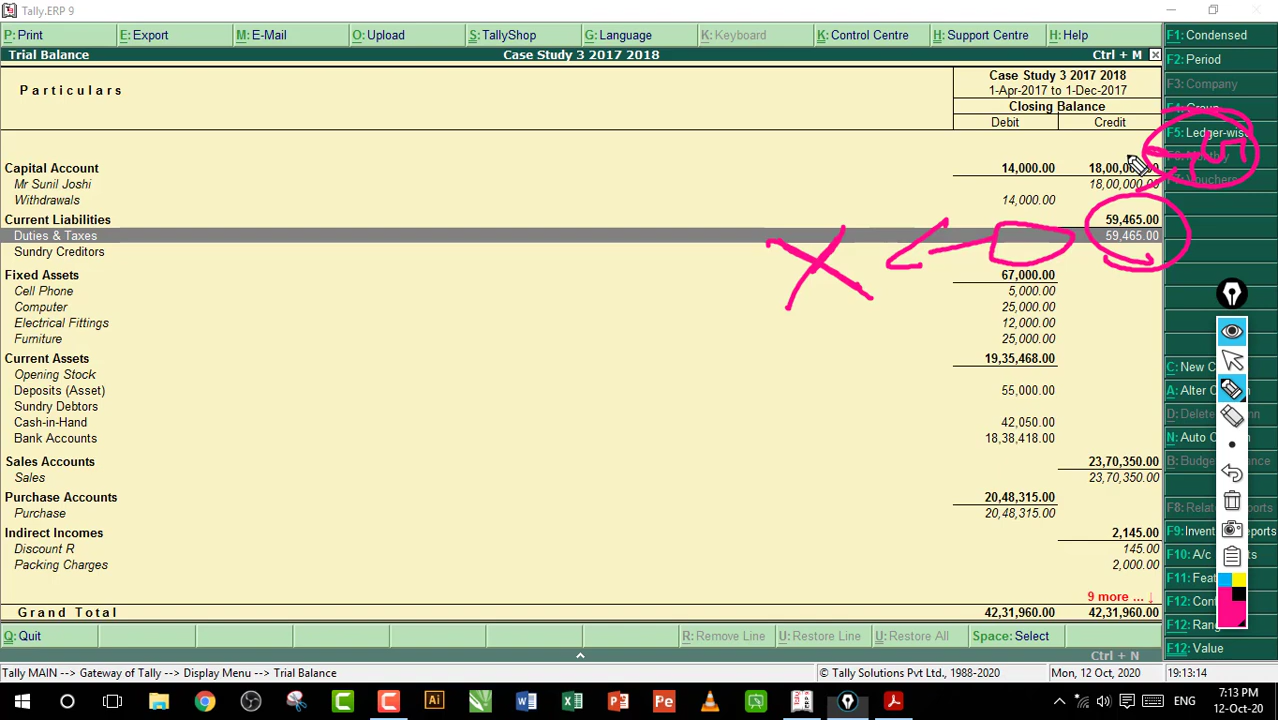 Tally.ERP 9
P: Print E: Export M: E-Mail O: Upload S: TallyShop G: Language K: Keyboard K: Control Centre H: Support Centre H: Help F1: Condensed
Trial Balance Case Study 3 2017 2018 Ctrl + M
F2: Period
Particulars Case Study 3 2017 2018
F3: Company
1-Apr-2017 to 1-Dec-2017
Closing Balance F4: Group
Debit Credit
F5: Ledger-wise
F6: Monthly
Capital Account 14,000.00
F7: Vouchers
Mr Sunil Joshi 18,00,000.00
Withdrawals 14,000.00
Current Liabilities 59,465.00
Duties & Taxes 59,465.00
Sundry Creditors
Fixed Assets 67,000.00
Cell Phone 5,000.00
Computer 25,000.00
Electrical Fittings 12,000.00
Furniture 25,000.00
Current Assets 19,35,468.00
C: New
Opening Stock
Deposits (Asset) 55,000.00 A: Alter
Sundry Debtors
D: Delete
Cash-in-Hand 42,050.00
Bank Accounts 18,38,418.00 N: Auto
Sales Accounts 23,70,350.00
Sales 23,70,350.00
Purchase Accounts 20,48,315.00
Purchase 20,48,315.00
Indirect Incomes 2,145.00
Discount R 145.00
F10: A/c
Packing Charges 2,000.00
F11:
9 more ... ↓ F12:
Grand Total 42,31,960.00 42,31,960.00
F12:
Q: Quit R: Remove Line U: Restore Line U: Restore All Space: Select
F12: Value
Ctrl + N
Tally MAIN --> Gateway of Tally --> Display Menu --> Trial Balance © Tally Solutions Pvt Ltd., 1988-2020 Mon, 12 Oct, 2020 19:13:14
ENG 7:13 PM
12-Oct-20